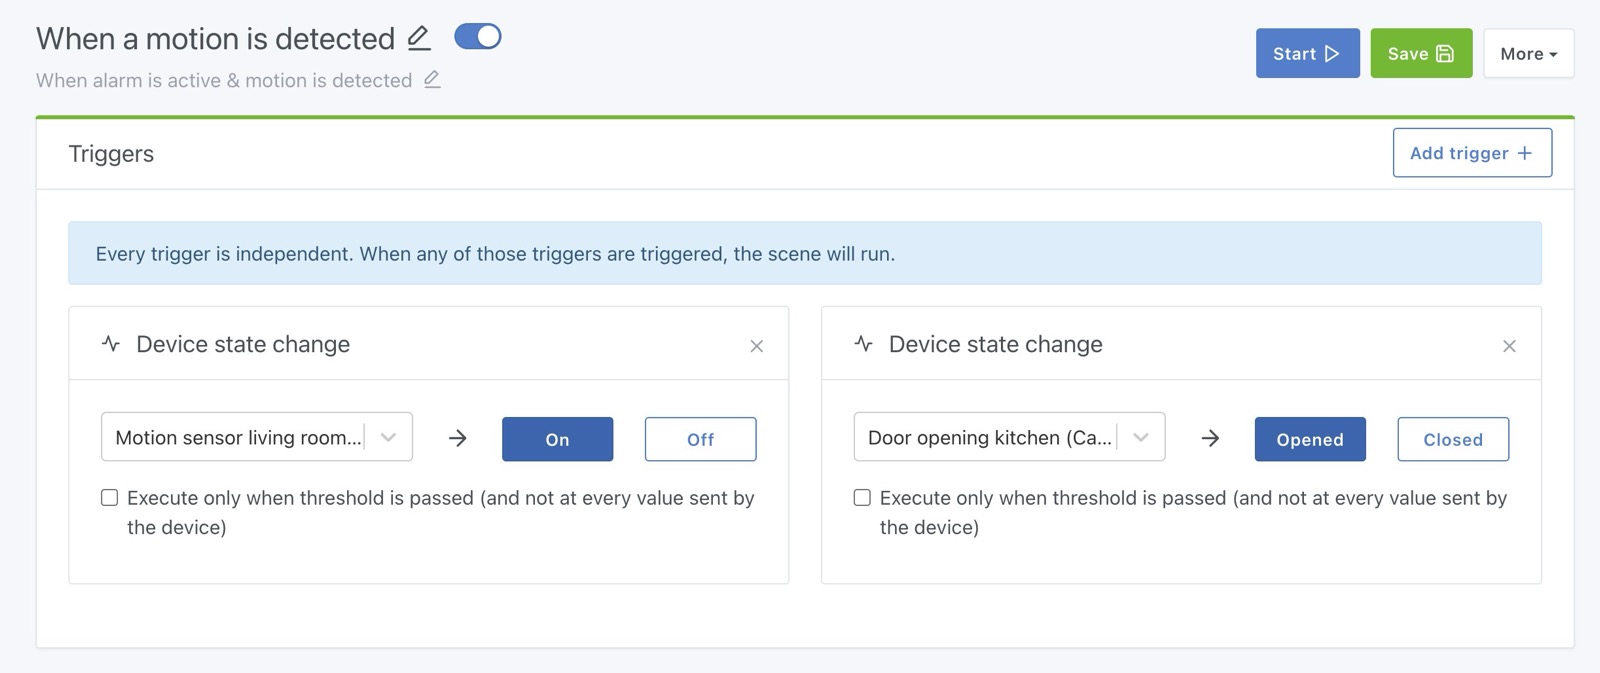 When a motion is detected
When alarm is active & motion is detected
Start
Save
More
Triggers
Add trigger
Every trigger is independent. When any of those triggers are triggered, the scene will run.
Device state change
Motion sensor living room...
On
Off
Execute only when threshold is passed (and not at every value sent by
the device)
Device state change
Door opening kitchen (Ca...
Opened
Closed
Execute only when threshold is passed (and not at every value sent by
the device)